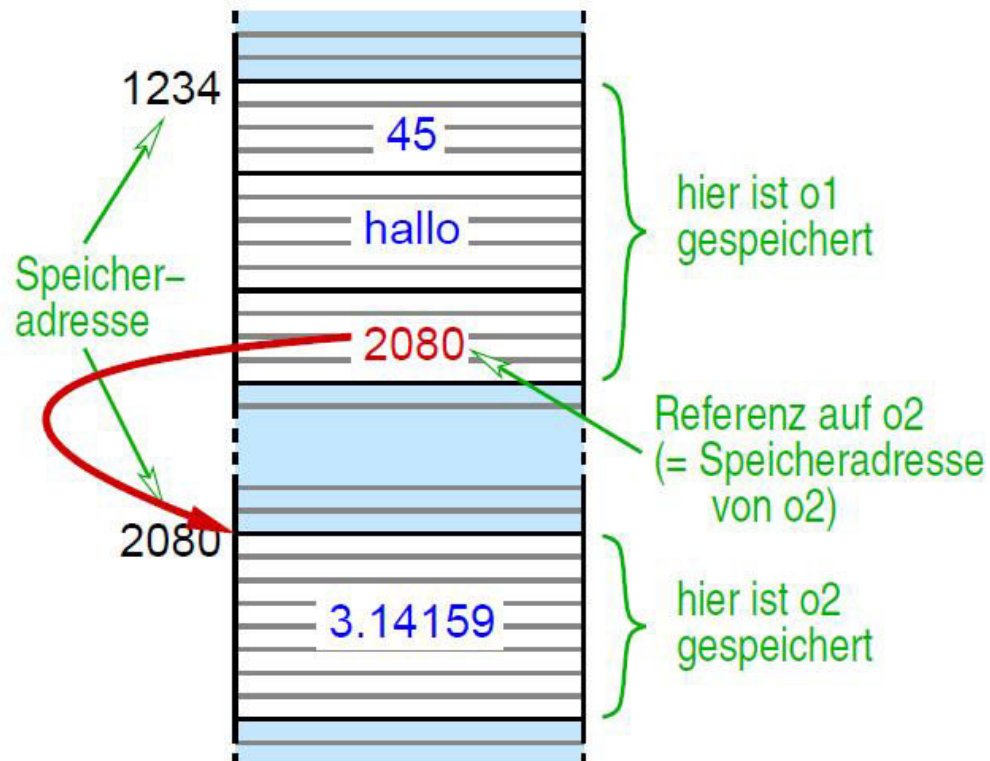 1234
45
hallo
2080
hier ist o1
gespeichert
Speicher–
adresse
Referenz auf o2
(= Speicheradresse
von o2)
2080
3.14159
hier ist o2
gespeichert